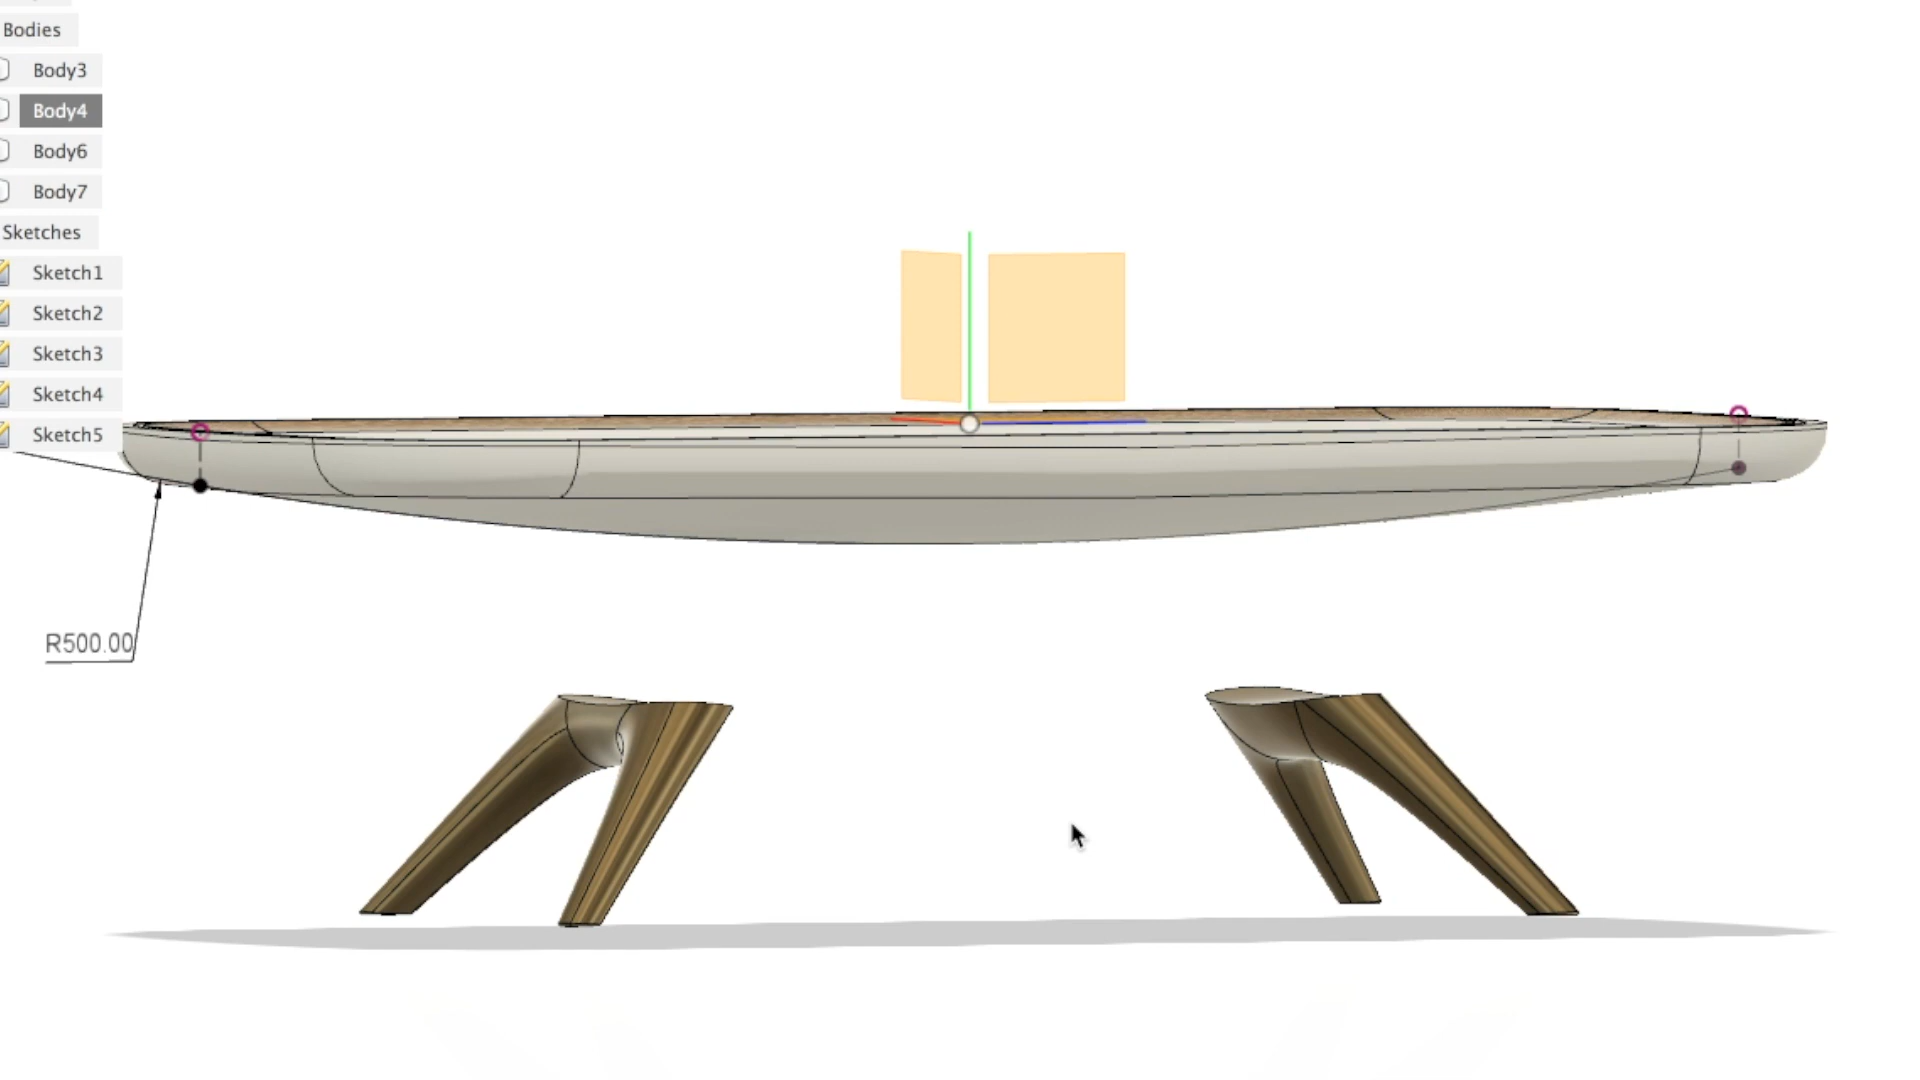 Bodies
Body3
Body4
Body6
Body7
Sketches
Sketch1
Sketch2
Sketch3
Sketch4
Sketch5
R500.00